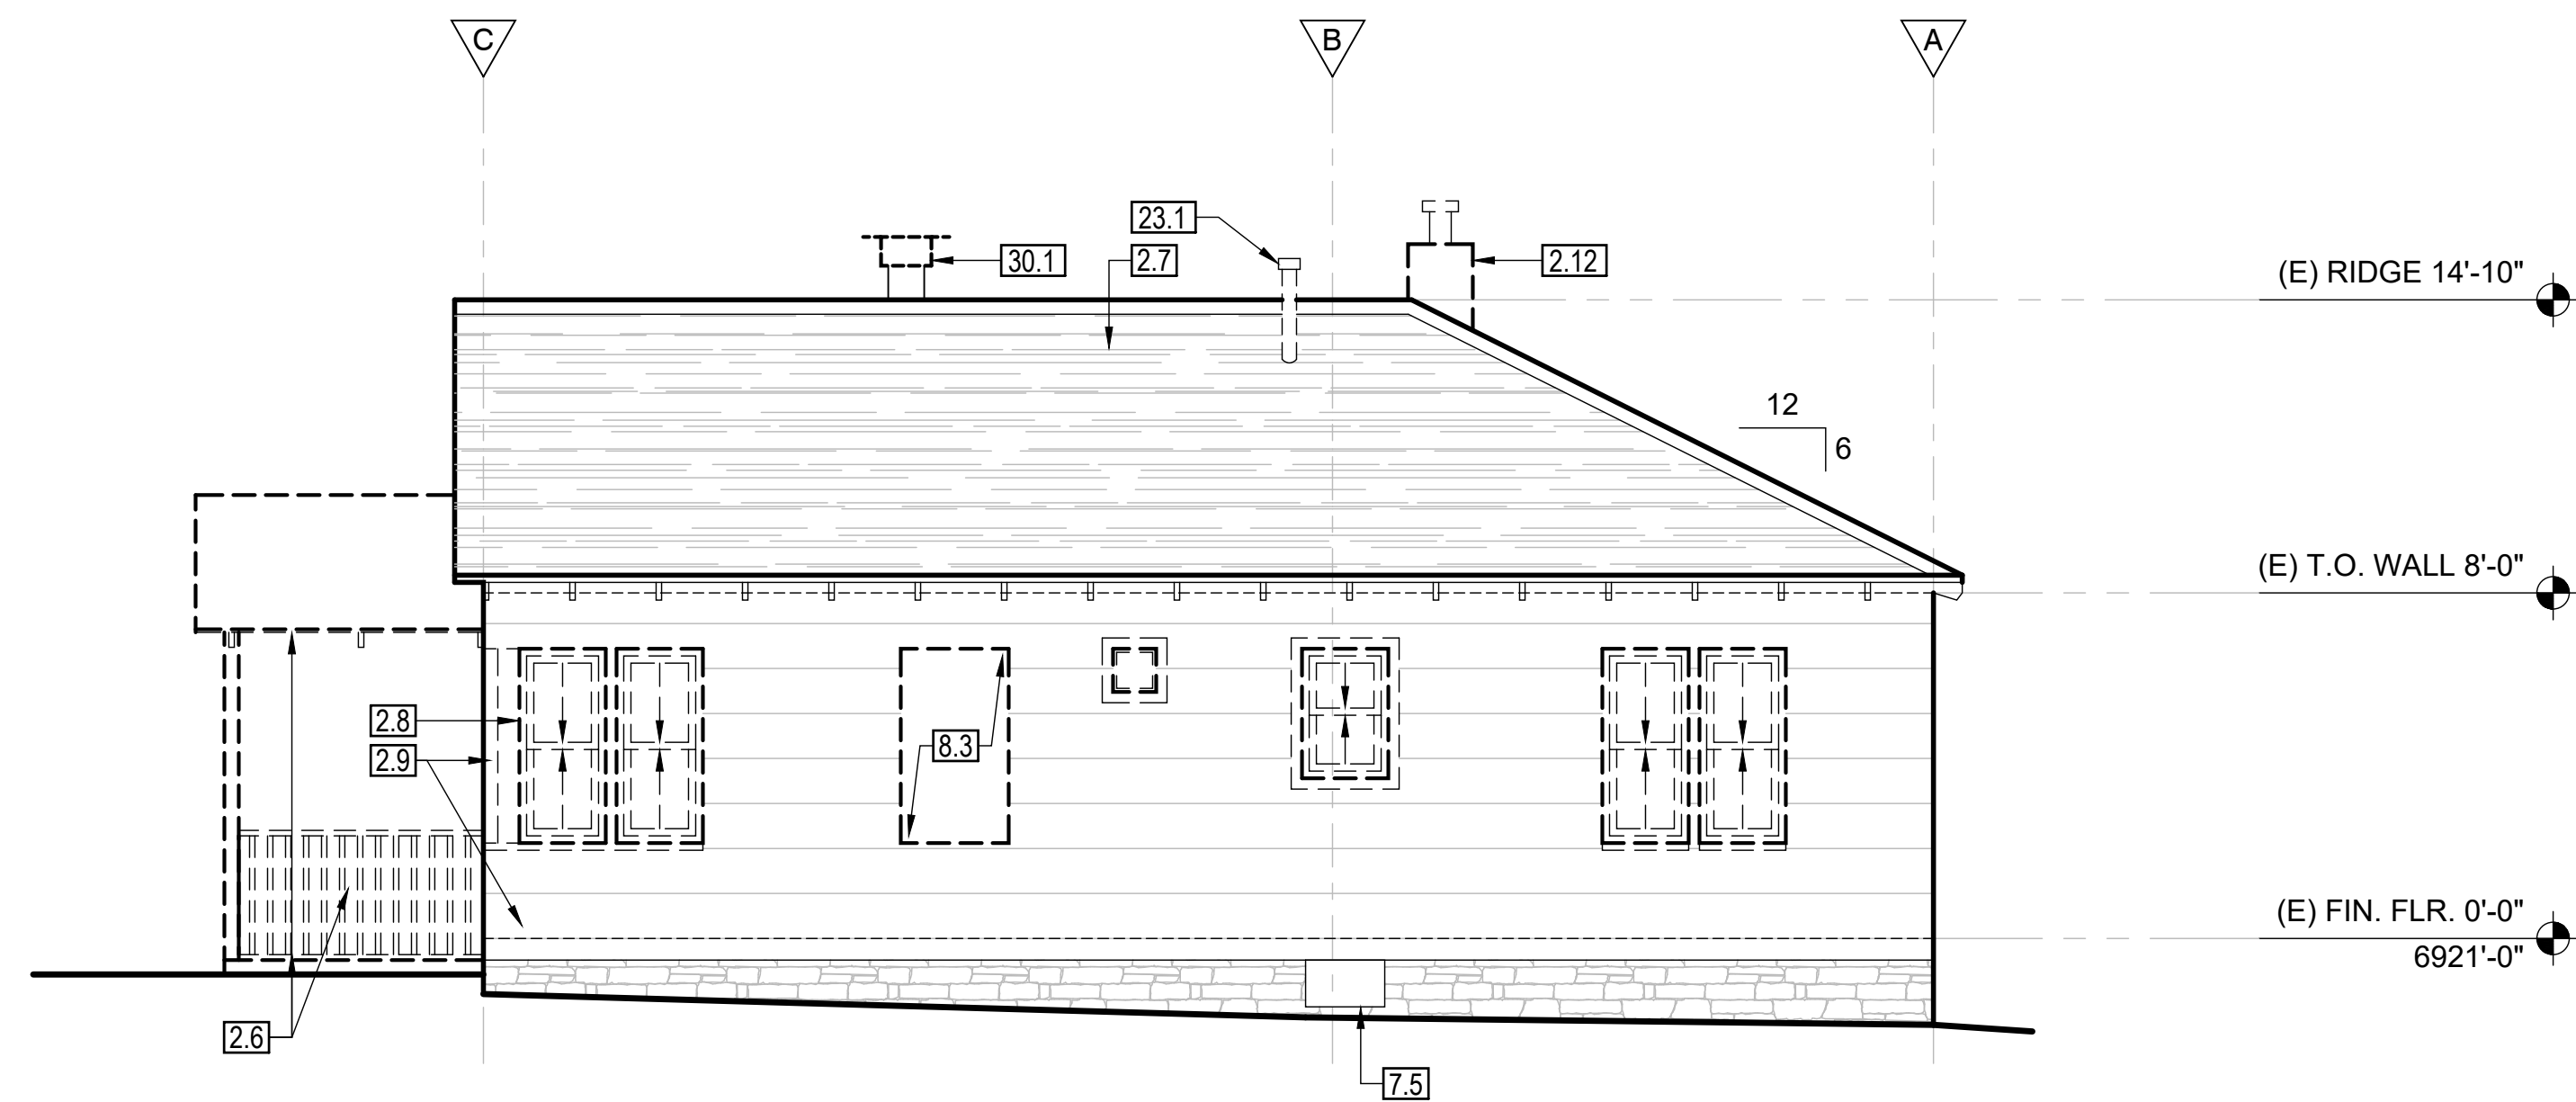 C
B
A
23.1
30.1
2.7
2.12
(E) RIDGE 14'-10"
12
6
(E) T.O. WALL 8'-0"
2.8
2.9
8.3
(E) FIN. FLR. 0'-0"
6921'-0"
2.6
7.5